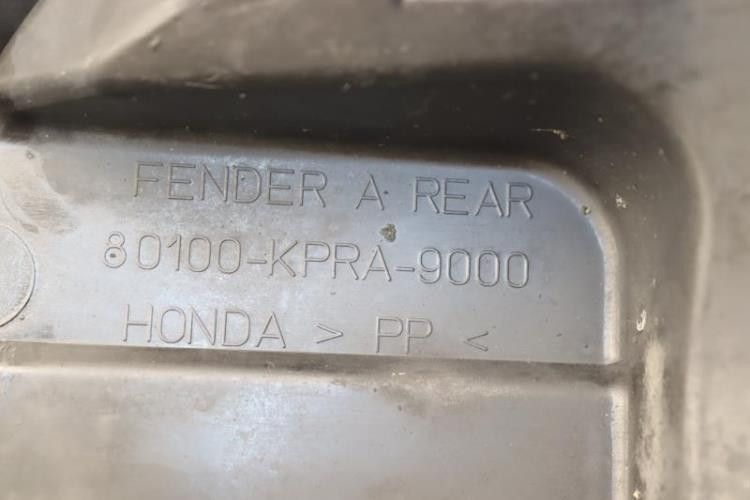 FENDER A REAR
80100-KPRA-9000
HONDA > PP <